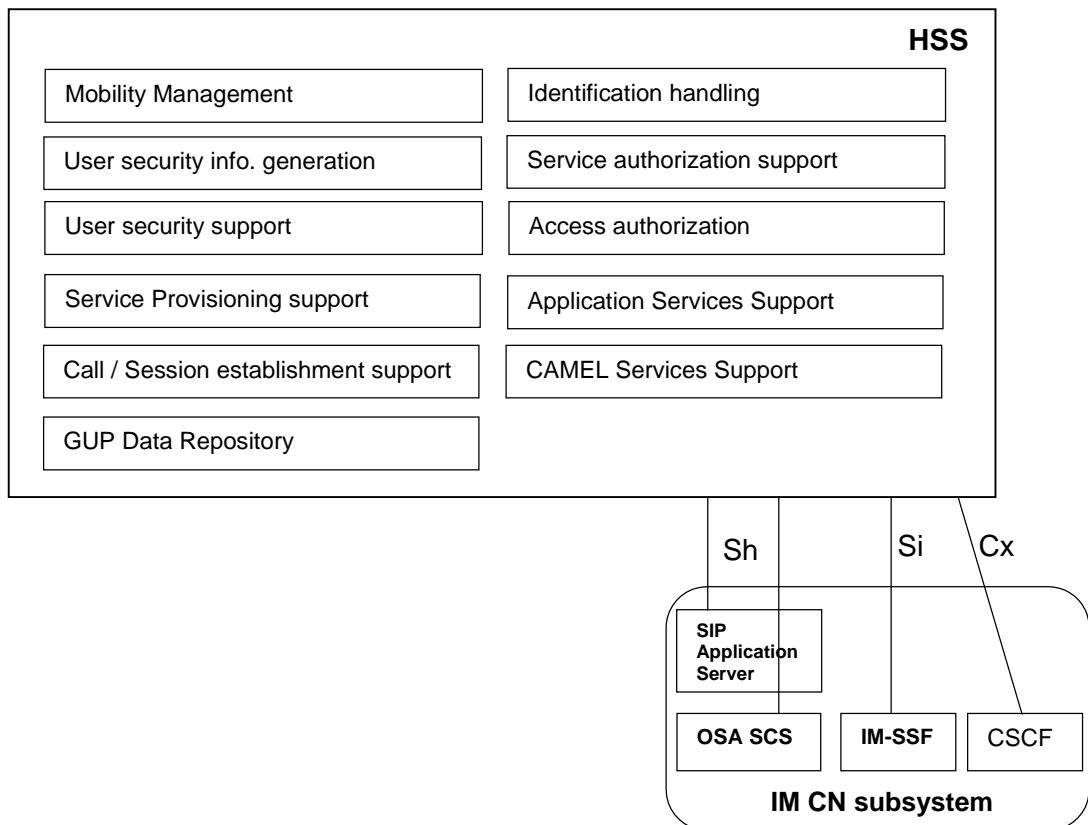 HSS
Mobility Management
Identification handling
User security info. generation
Service authorization support
User security support
Access authorization
Service Provisioning support
Application Services Support
Call / Session establishment support
CAMEL Services Support
GUP Data Repository
Sh
Si
Cx
SIP
Application
Server
OSA SCS
IM-SSF
CSCF
IM CN subsystem